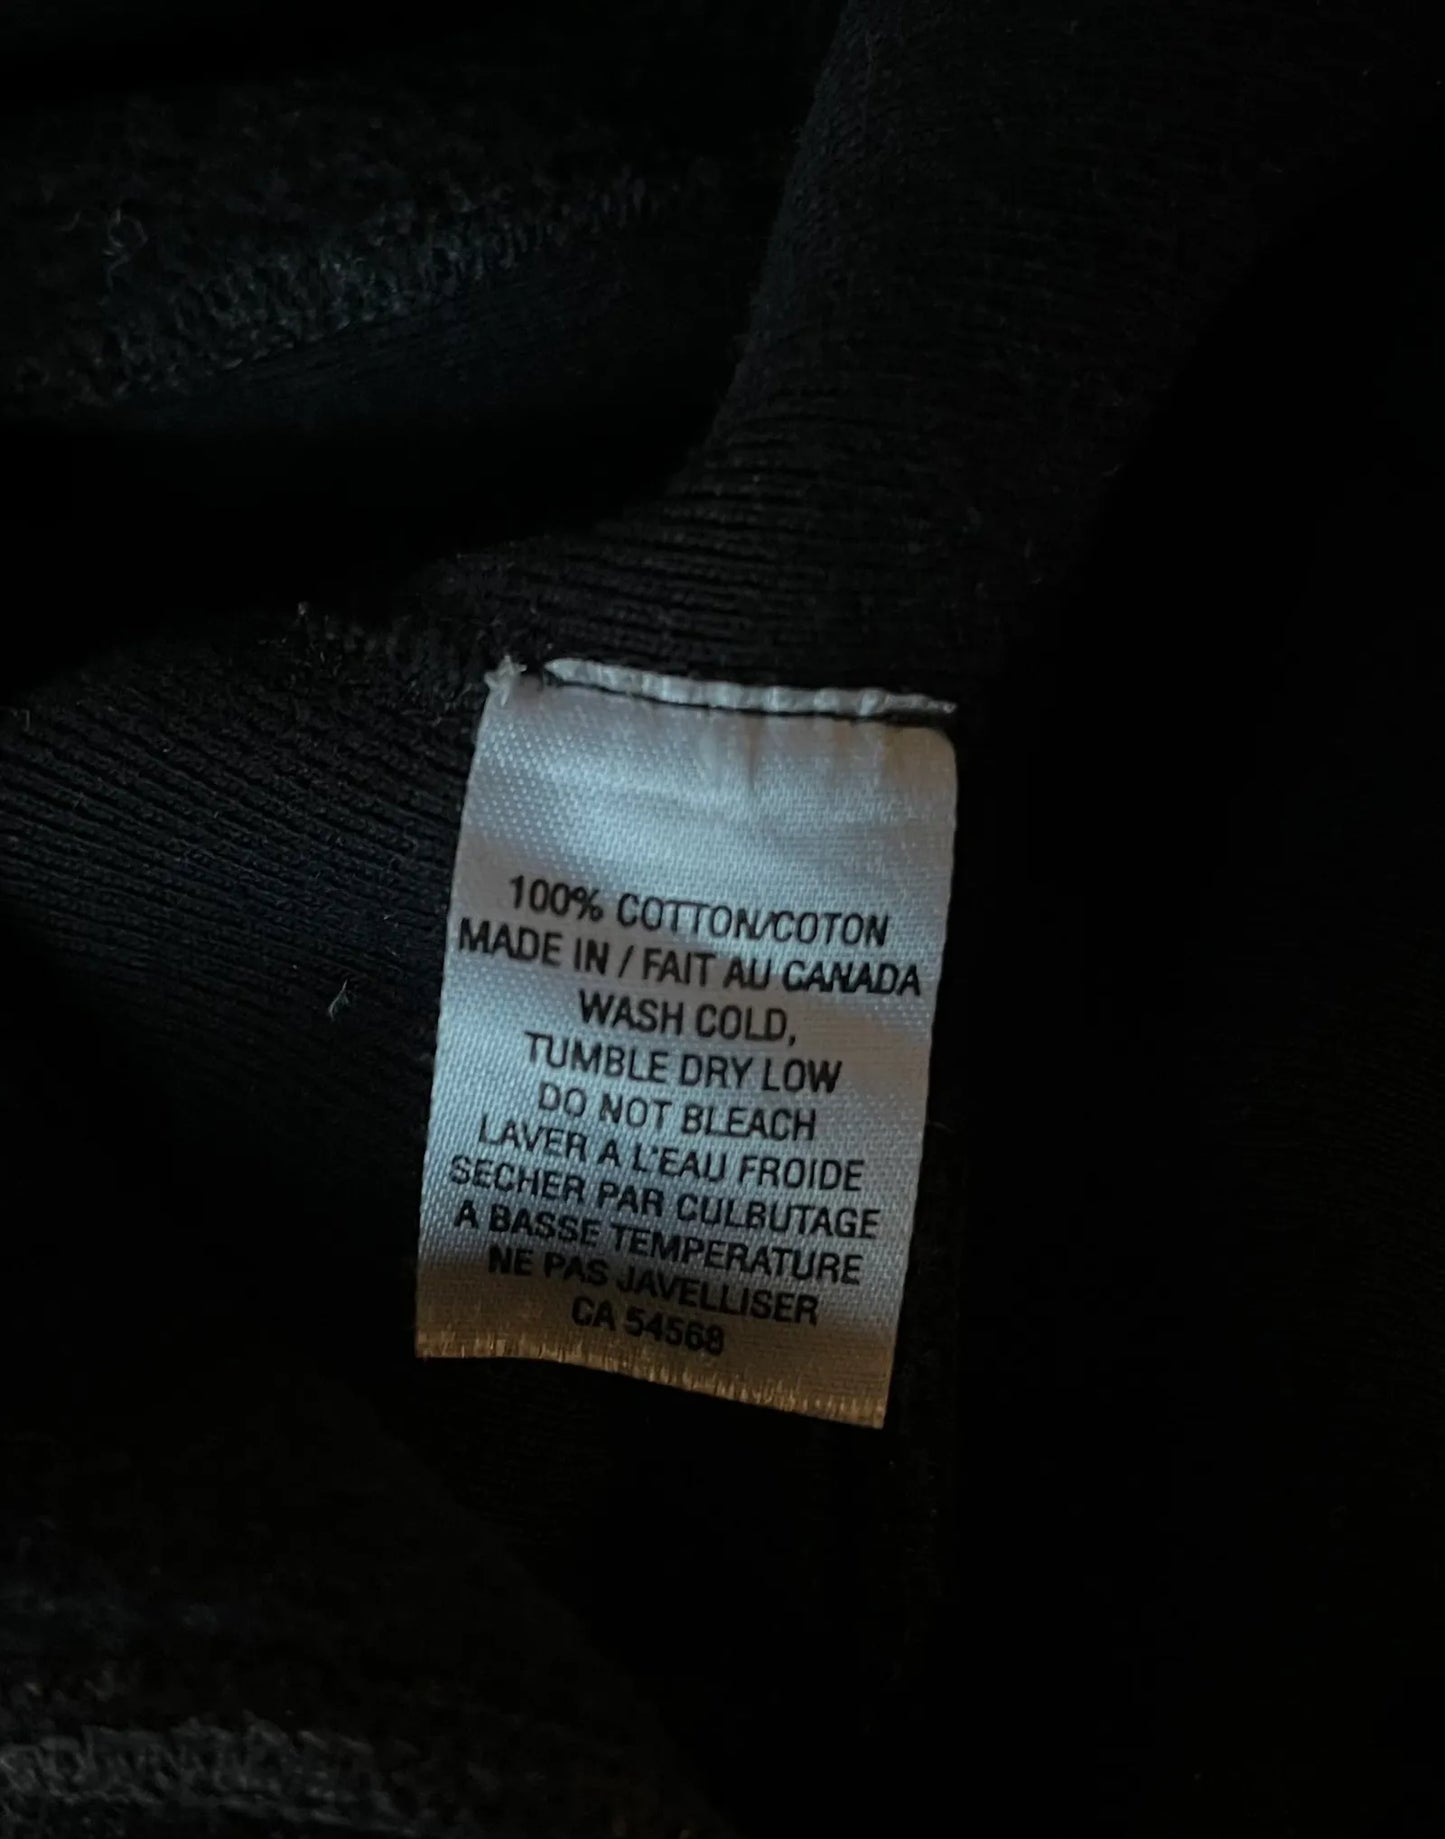 100% COTTON/COTON
MADE IN / FAIT AU CANADA
WASH COLD,
TUMBLE DRY LOW
DO NOT BLEACH
LAVER A L'EAU FROIDE
SECHER PAR CULBUTAGE
A BASSE TEMPERATURE
NE PAS JAVELLISER
CA 54568